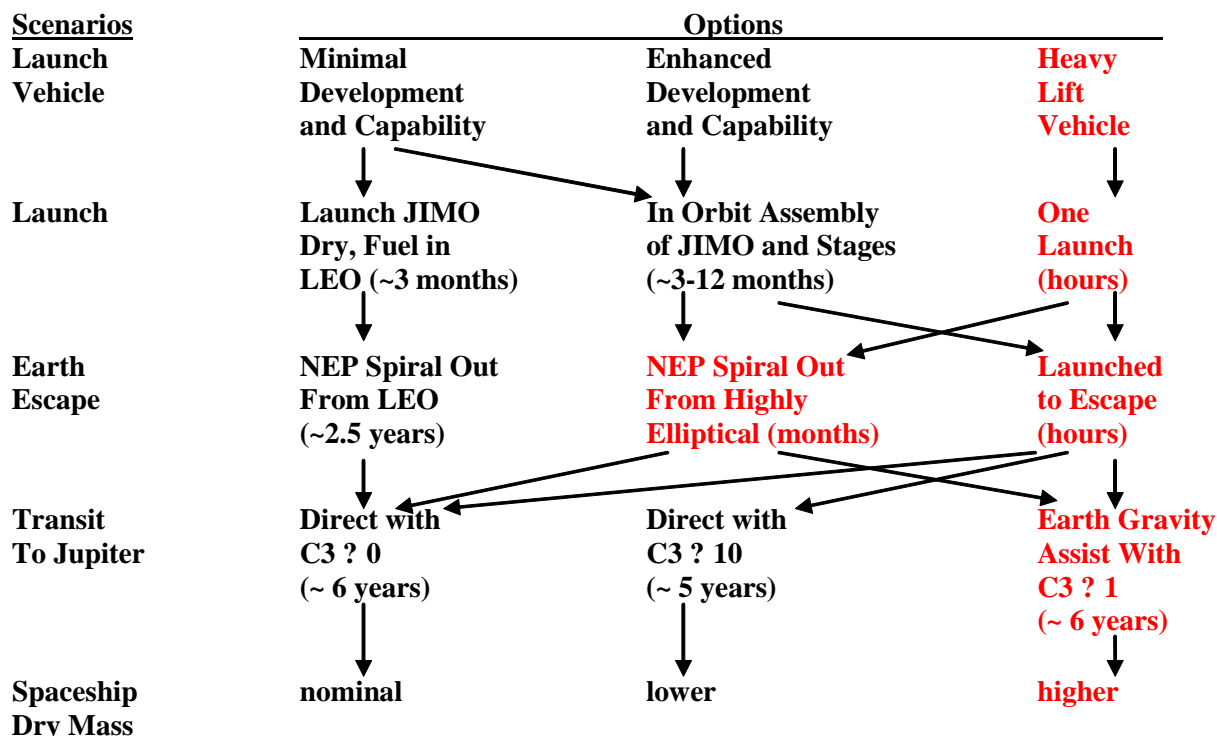 Scenarios Options
Launch Minimal Enhanced Heavy
Vehicle Development Development Lift
and Capability and Capability Vehicle
Launch Launch JIMO In Orbit Assembly One
Dry, Fuel in of JIMO and Stages Launch
LEO (~3 months) (~3-12 months) (hours)
Earth NEP Spiral Out NEP Spiral Out Launched
Escape From LEO From Highly to Escape
(~2.5 years) Elliptical (months) (hours)
Transit Direct with Direct with Earth Gravity
To Jupiter C3 ? 0 C3 ? 10 Assist With
(~ 6 years) (~ 5 years) C3 ? 1
(~ 6 years)
Spaceship nominal lower higher
Dry Mass